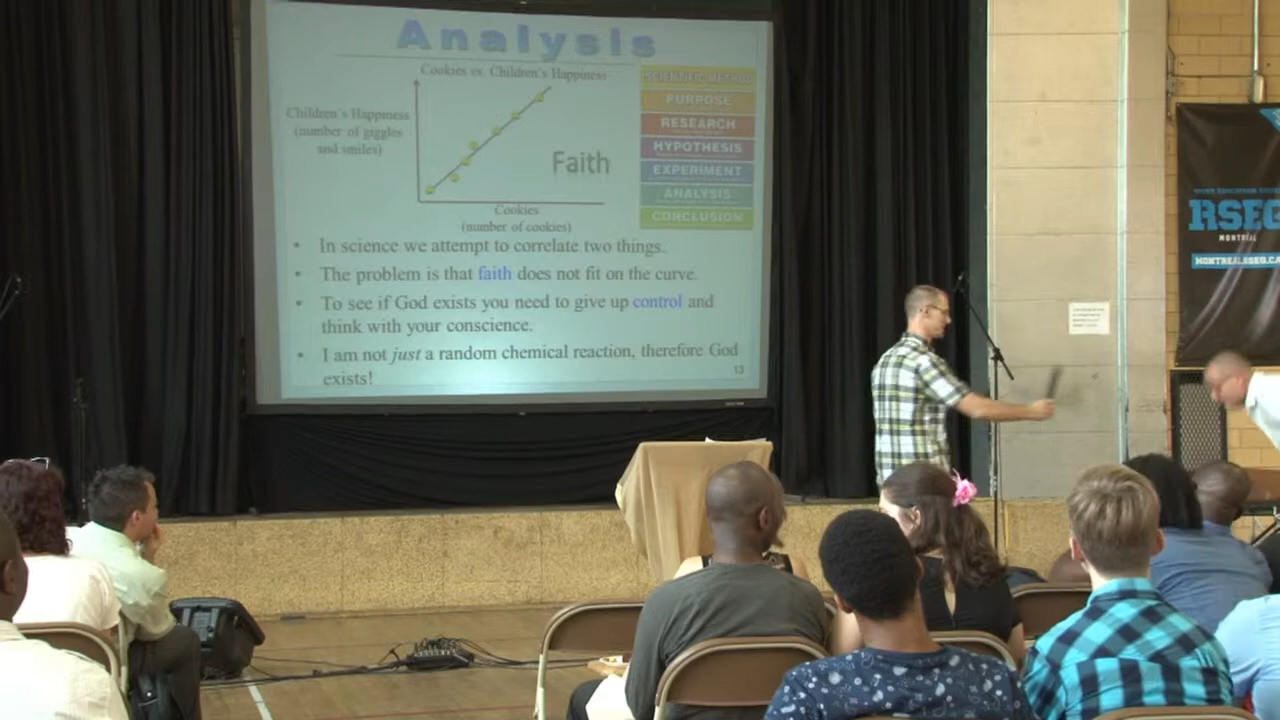 Analysis
Cookies vs. Children's Happiness
Children's Happiness
(number of giggles
and smiles)
Faith
Cookies
(number of cookies)
SCIENTIFIC METHOD
PURPOSE
RESEARCH
HYPOTHESIS
EXPERIMENT
ANALYSIS
CONCLUSION
• In science we attempt to correlate two things.
• The problem is that faith does not fit on the curve.
• To see if God exists you need to give up control and
think with your conscience.
• I am not just a random chemical reaction, therefore God
exists!
13
RSEQ
MONTRÉAL
MONTREAL.RSEQ.CA